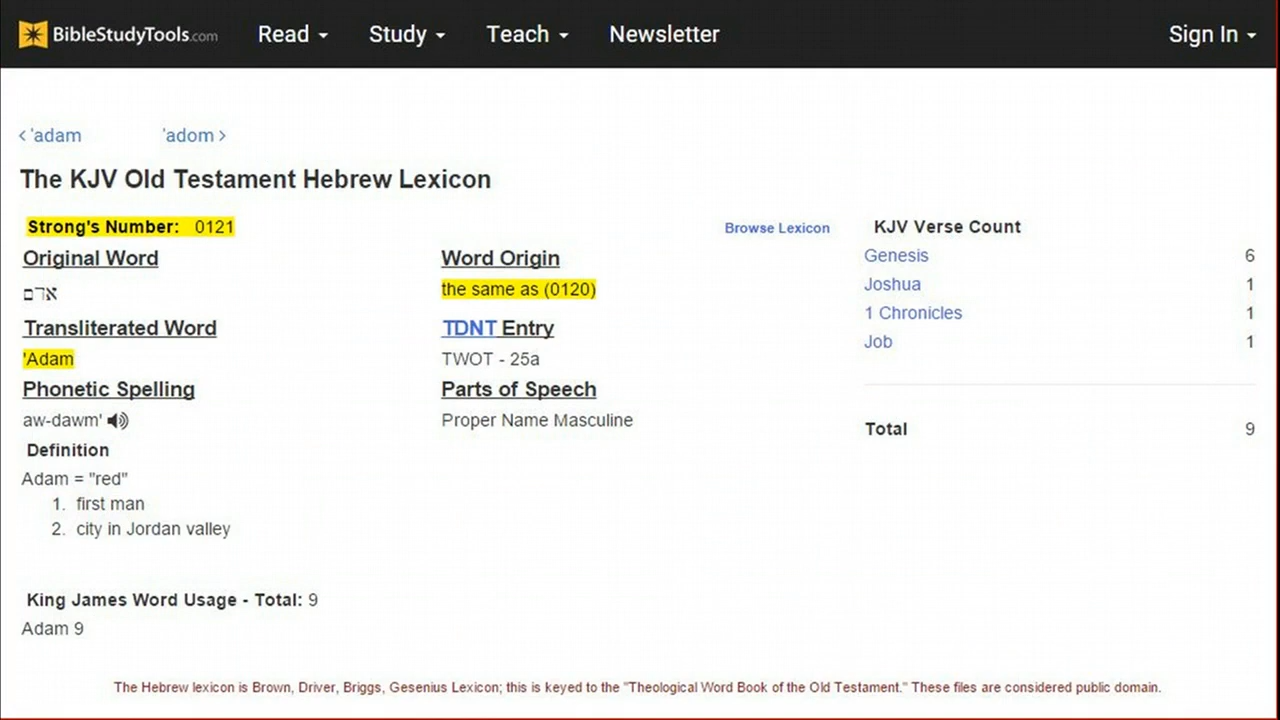 BibleStudyTools.com Read Study Teach Newsletter Sign In
< 'adam 'adom >
The KJV Old Testament Hebrew Lexicon
Strong's Number: 0121
Browse Lexicon
Original Word
אדם
Transliterated Word
'Adam
Phonetic Spelling
aw-dawm'
Word Origin
the same as (0120)
TDNT Entry
TWOT - 25a
Parts of Speech
Proper Name Masculine
Definition
Adam = "red"
1. first man
2. city in Jordan valley
King James Word Usage - Total: 9
Adam 9
KJV Verse Count
Genesis 6
Joshua 1
1 Chronicles 1
Job 1
Total 9
The Hebrew lexicon is Brown, Driver, Briggs, Gesenius Lexicon; this is keyed to the "Theological Word Book of the Old Testament." These files are considered public domain.